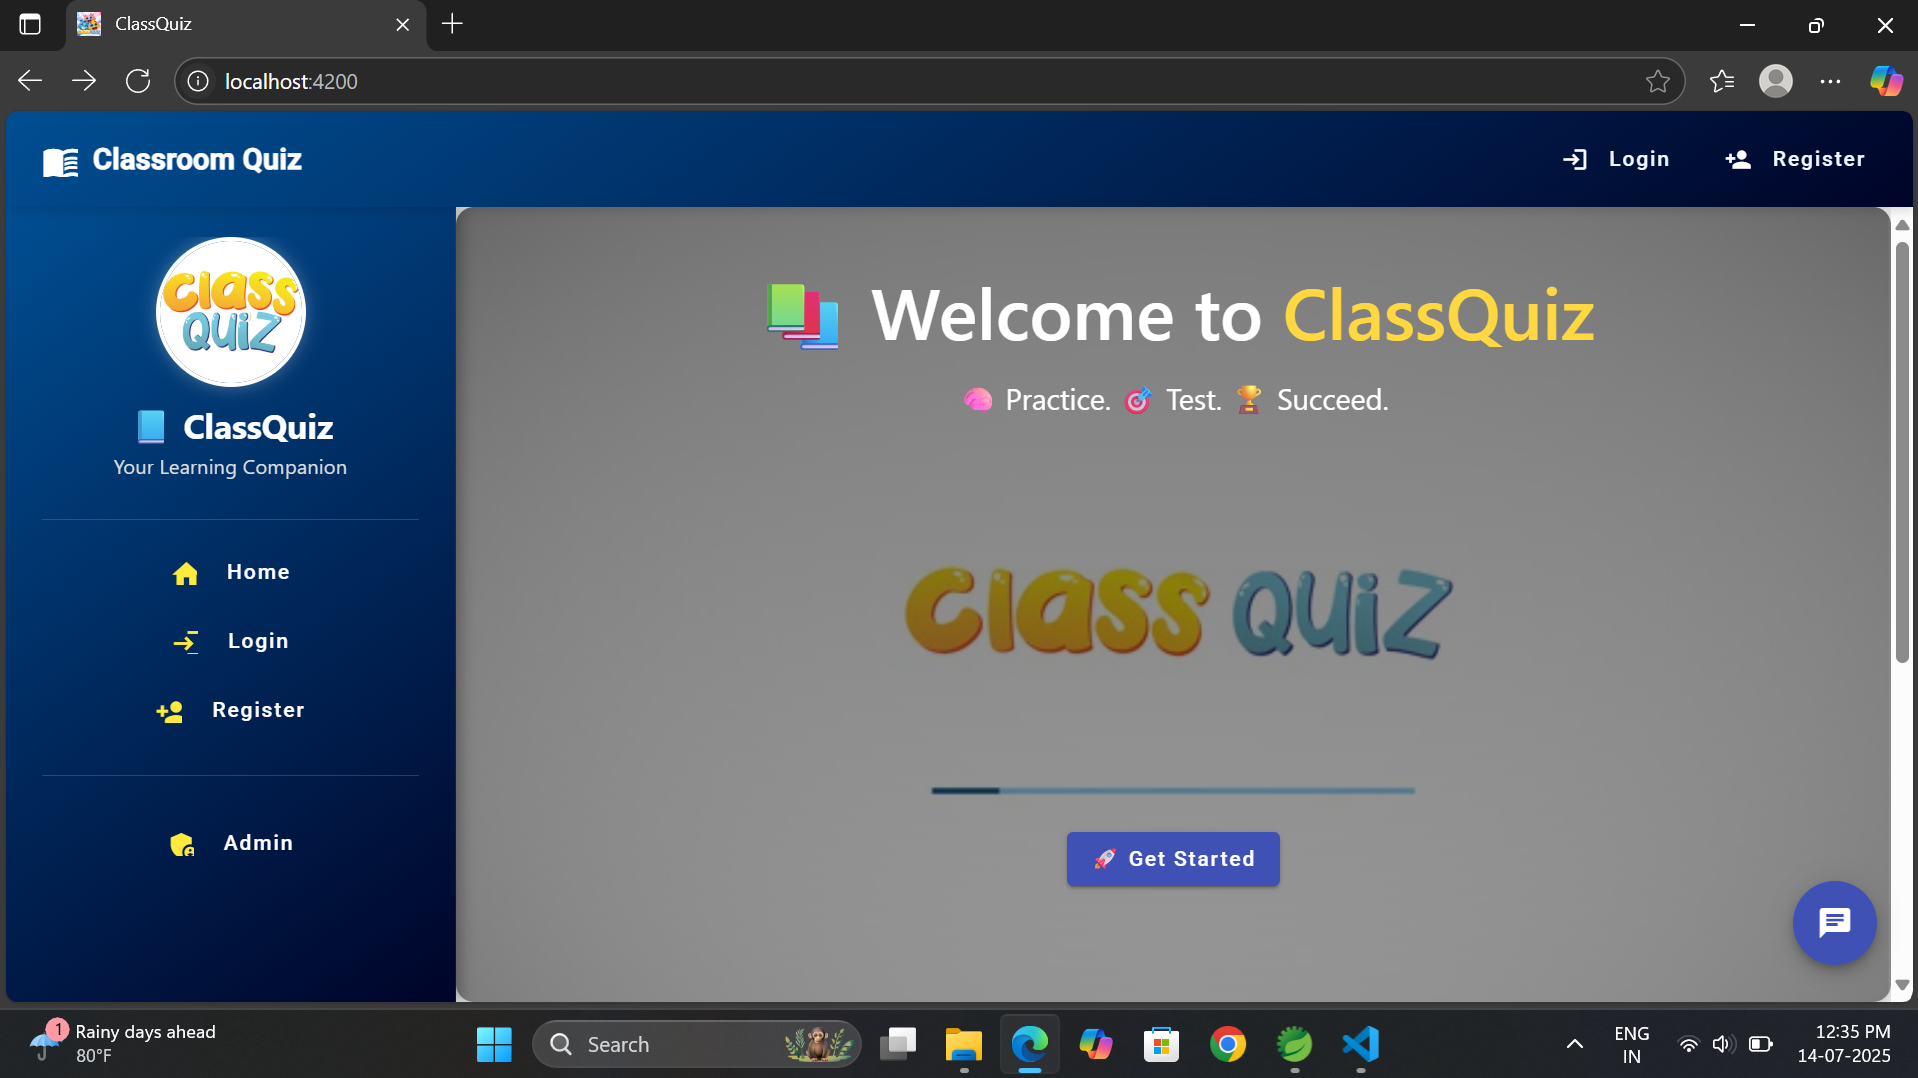 ClassQuiz
localhost:4200
Classroom Quiz
Login
Register
Class
QUIZ
ClassQuiz
Your Learning Companion
Home
Login
Register
Admin
Welcome to ClassQuiz
Practice. Test. Succeed.
Class QUIZ
Get Started
1
Rainy days ahead
80°F
Search
ENG
IN
12:35 PM
14-07-2025